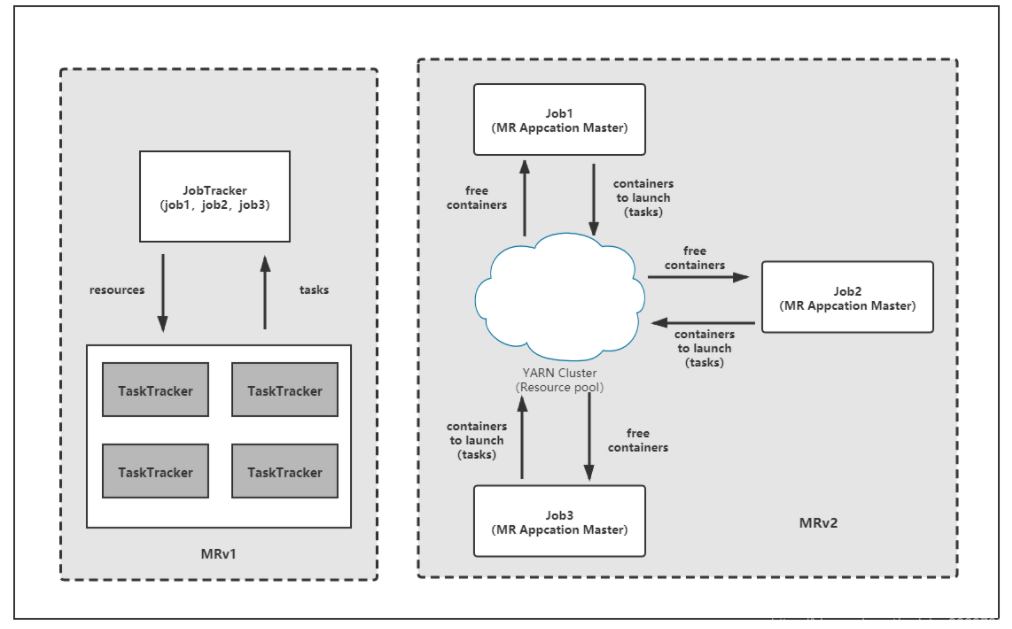 JobTracker
(job1, job2, job3)
resources
tasks
TaskTracker
TaskTracker
TaskTracker
TaskTracker
MRv1
Job1
(MR Appcation Master)
free
containers
containers
to launch
(tasks)
free
containers
Job2
(MR Appcation Master)
containers
to launch
(tasks)
YARN Cluster
(Resource pool)
containers
to launch
(tasks)
free
containers
Job3
(MR Appcation Master)
MRv2